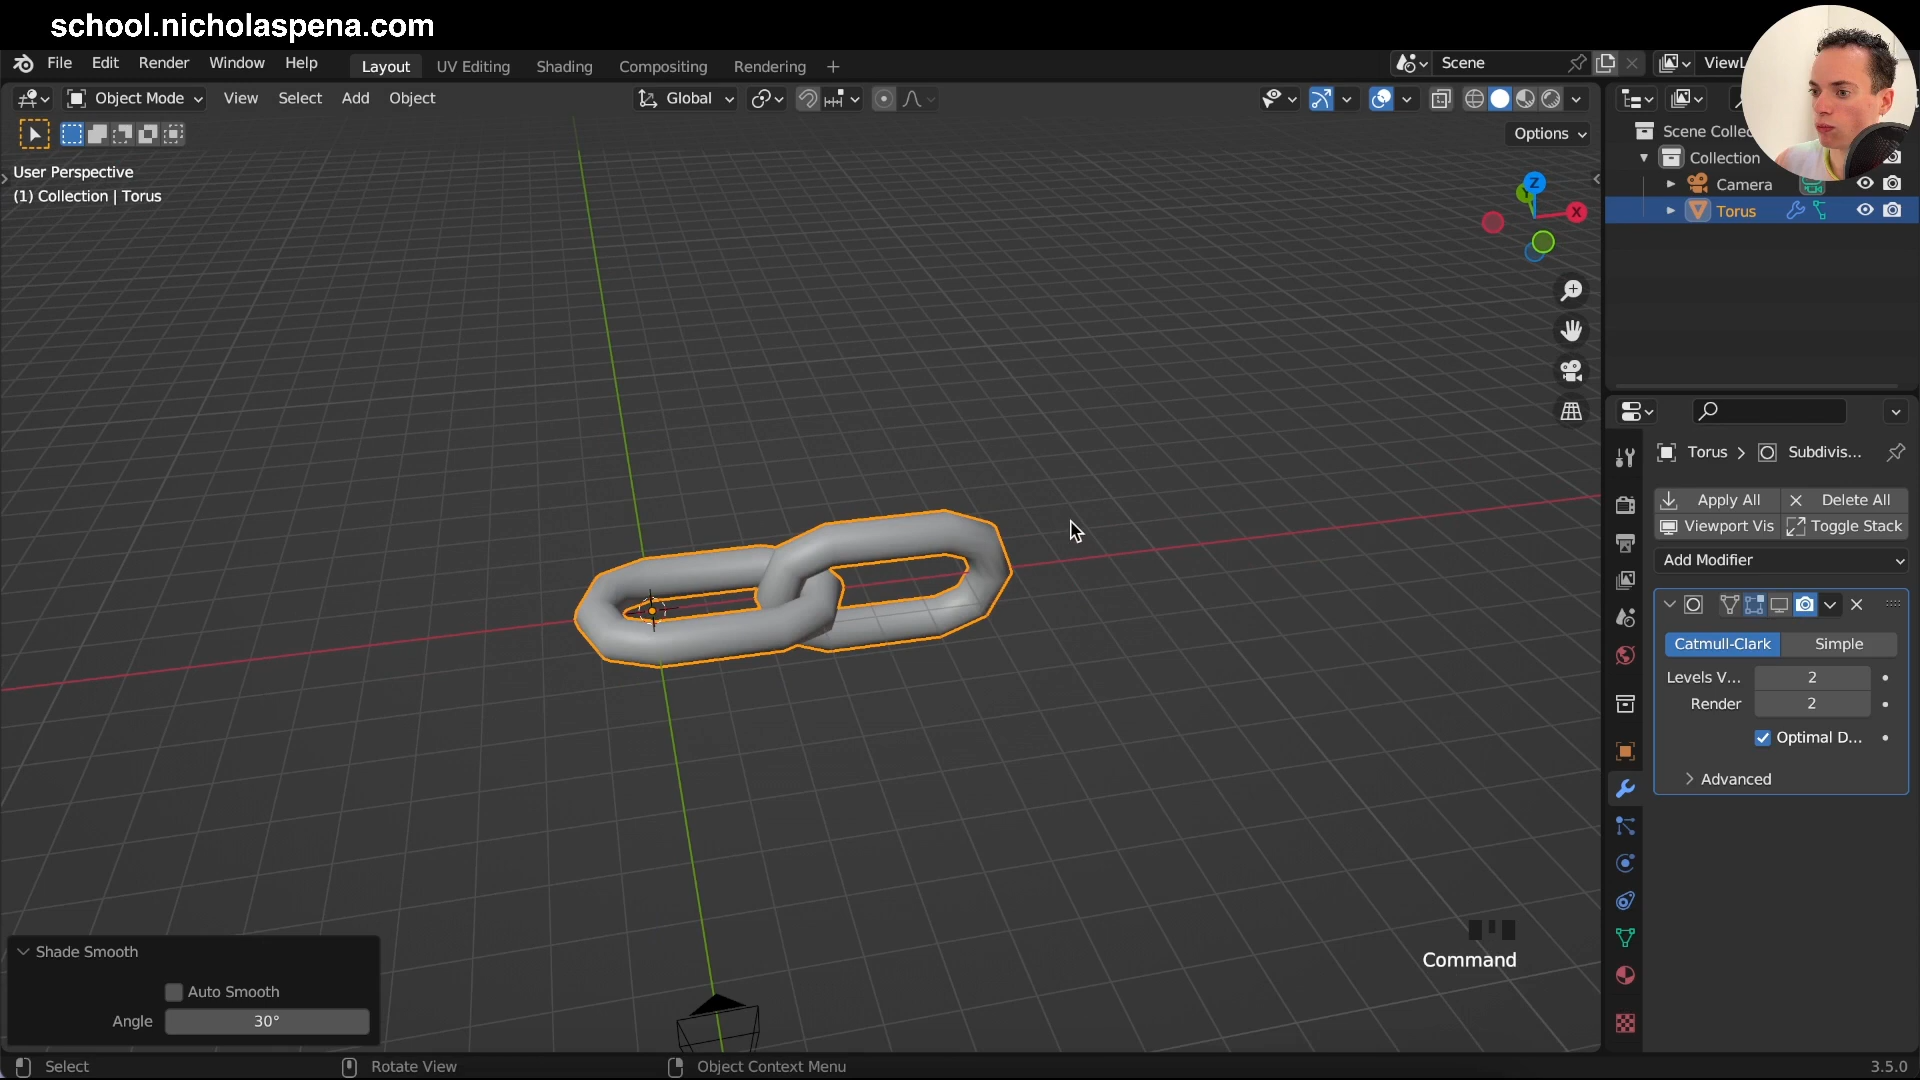 school.nicholaspena.com
File Edit Render Window Help Layout UV Editing Shading Compositing Rendering + Scene
Object Mode View Select Add Object Global
Options
User Perspective
(1) Collection | Torus
Z
X
Collection
Camera
Torus
Torus > Subdivis...
Apply All Delete All
Viewport Vis Toggle Stack
Add Modifier
Catmull-Clark Simple
Levels V... 2
Render 2
Optimal D...
Advanced
Command
Shade Smooth
Auto Smooth
Angle 30°
Select Rotate View Object Context Menu 3.5.0